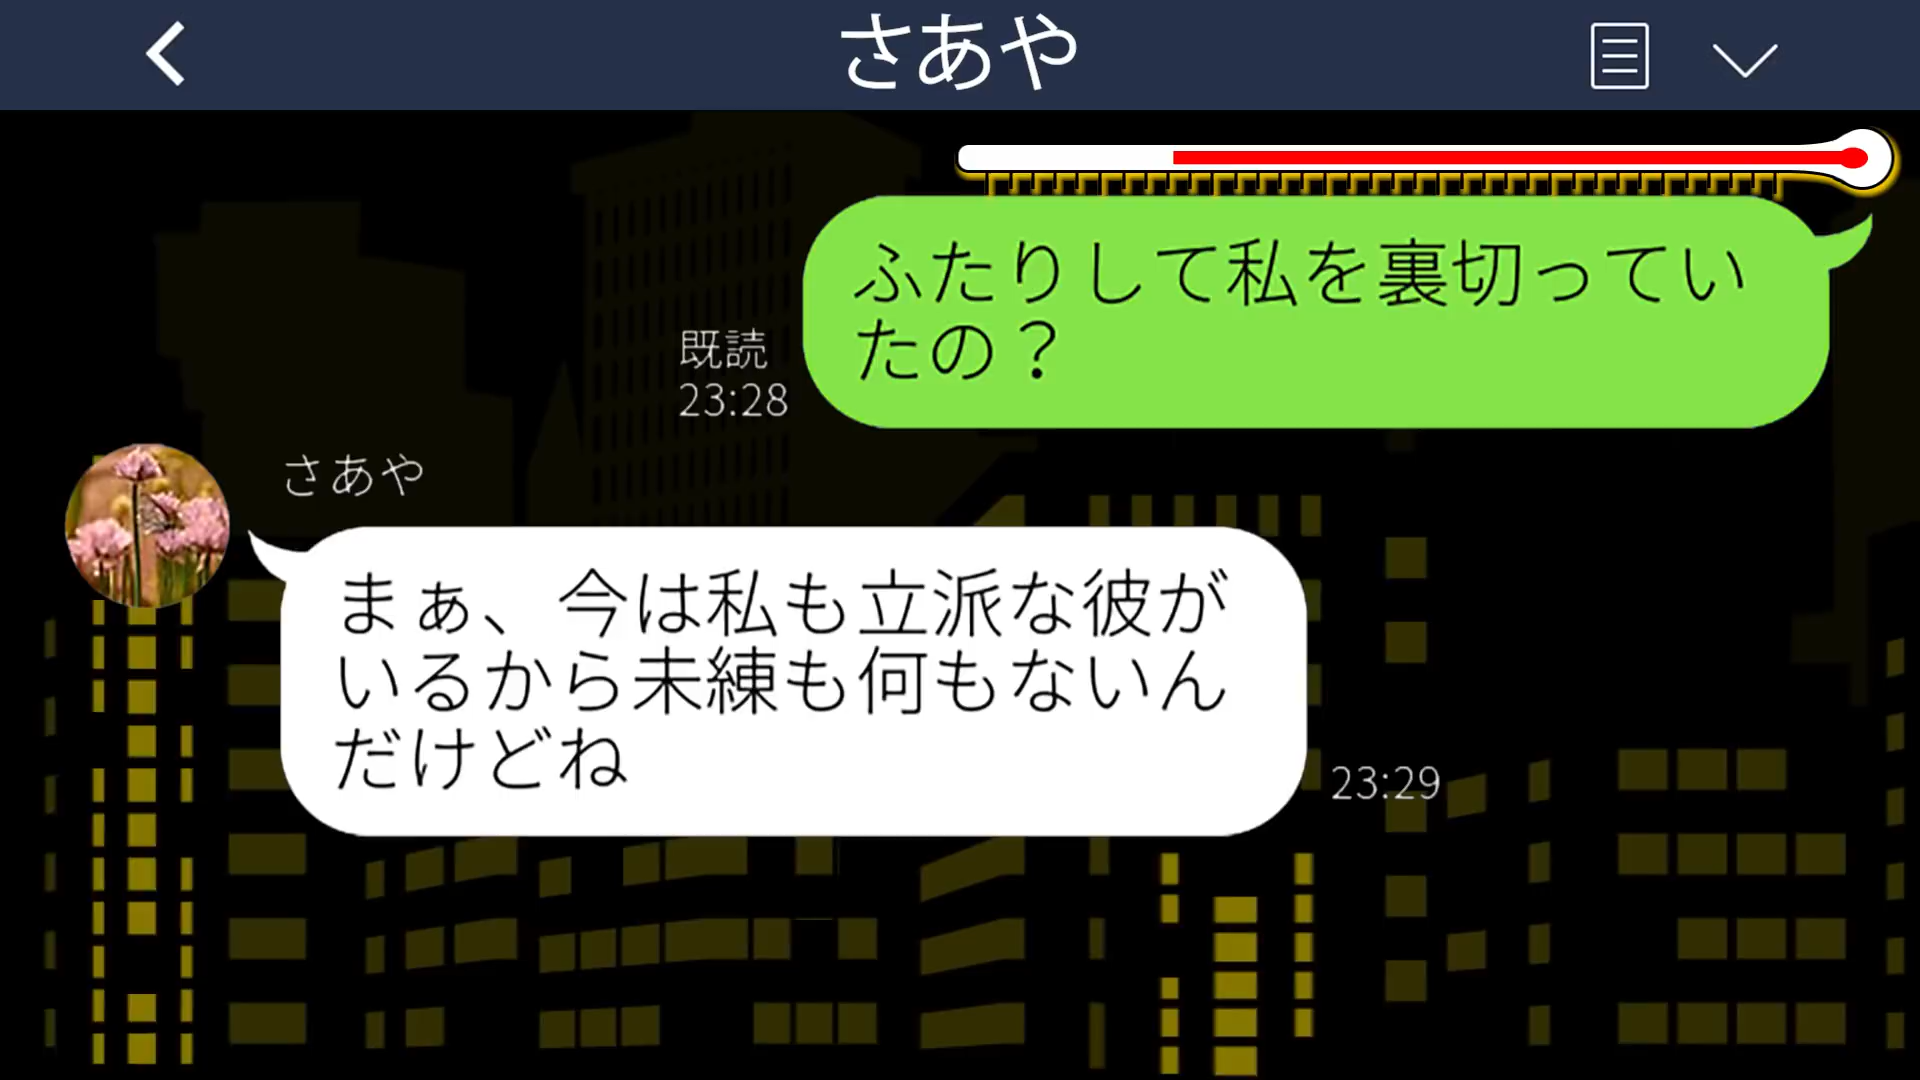 さあや
ふたりして私を裏切ってい
たの？
既読
23:28
さあや
まぁ、今は私も立派な彼が
いるから未練も何もないん
だけどね
23:29